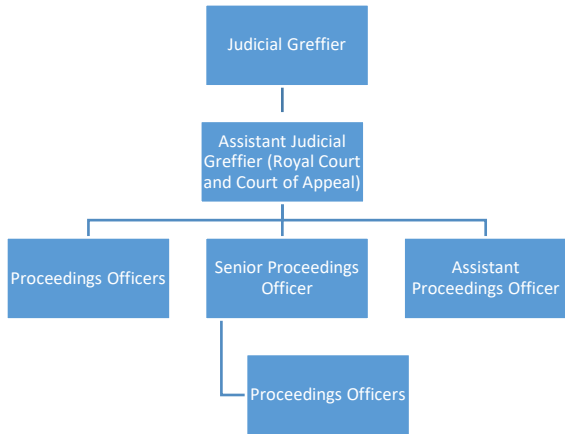 Judicial Greffier
Assistant Judicial
Greffier (Royal Court
and Court of Appeal)
Proceedings Officers
Senior Proceedings
Officer
Assistant
Proceedings Officer
Proceedings Officers